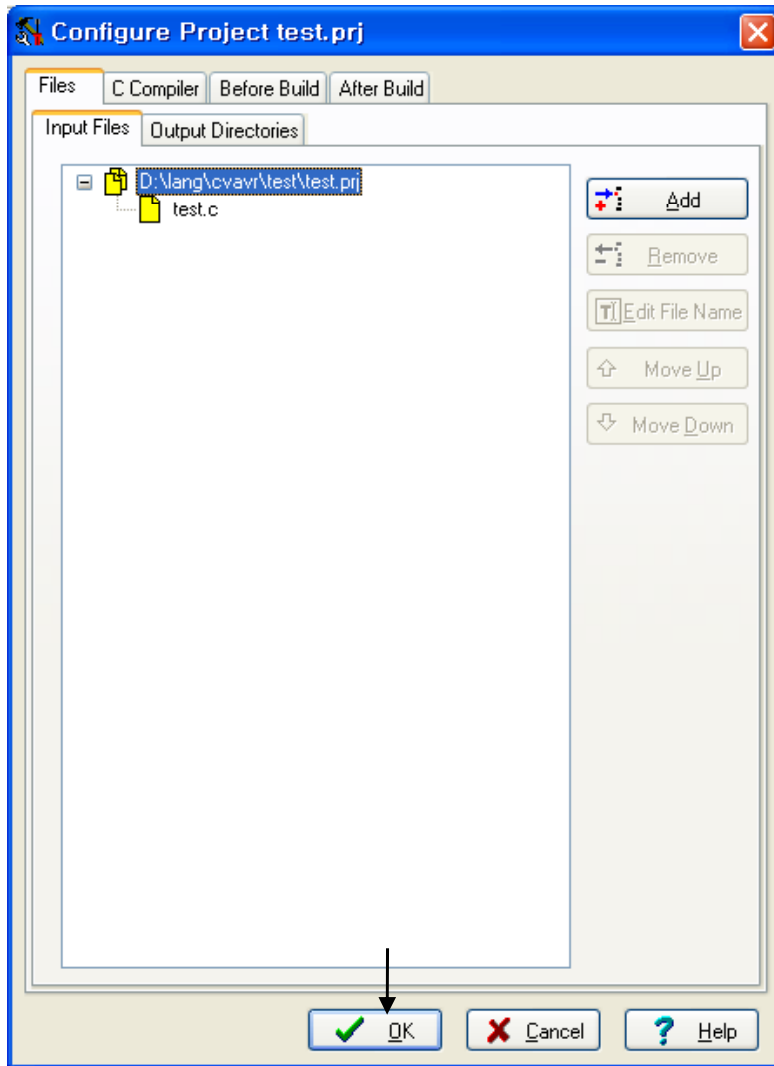 Configure Project test.prj
Files C Compiler Before Build After Build
Input Files Output Directories
D:\lang\cvavr\test\test.prj
test.c
Add
Remove
Edit File Name
Move Up
Move Down
OK Cancel Help